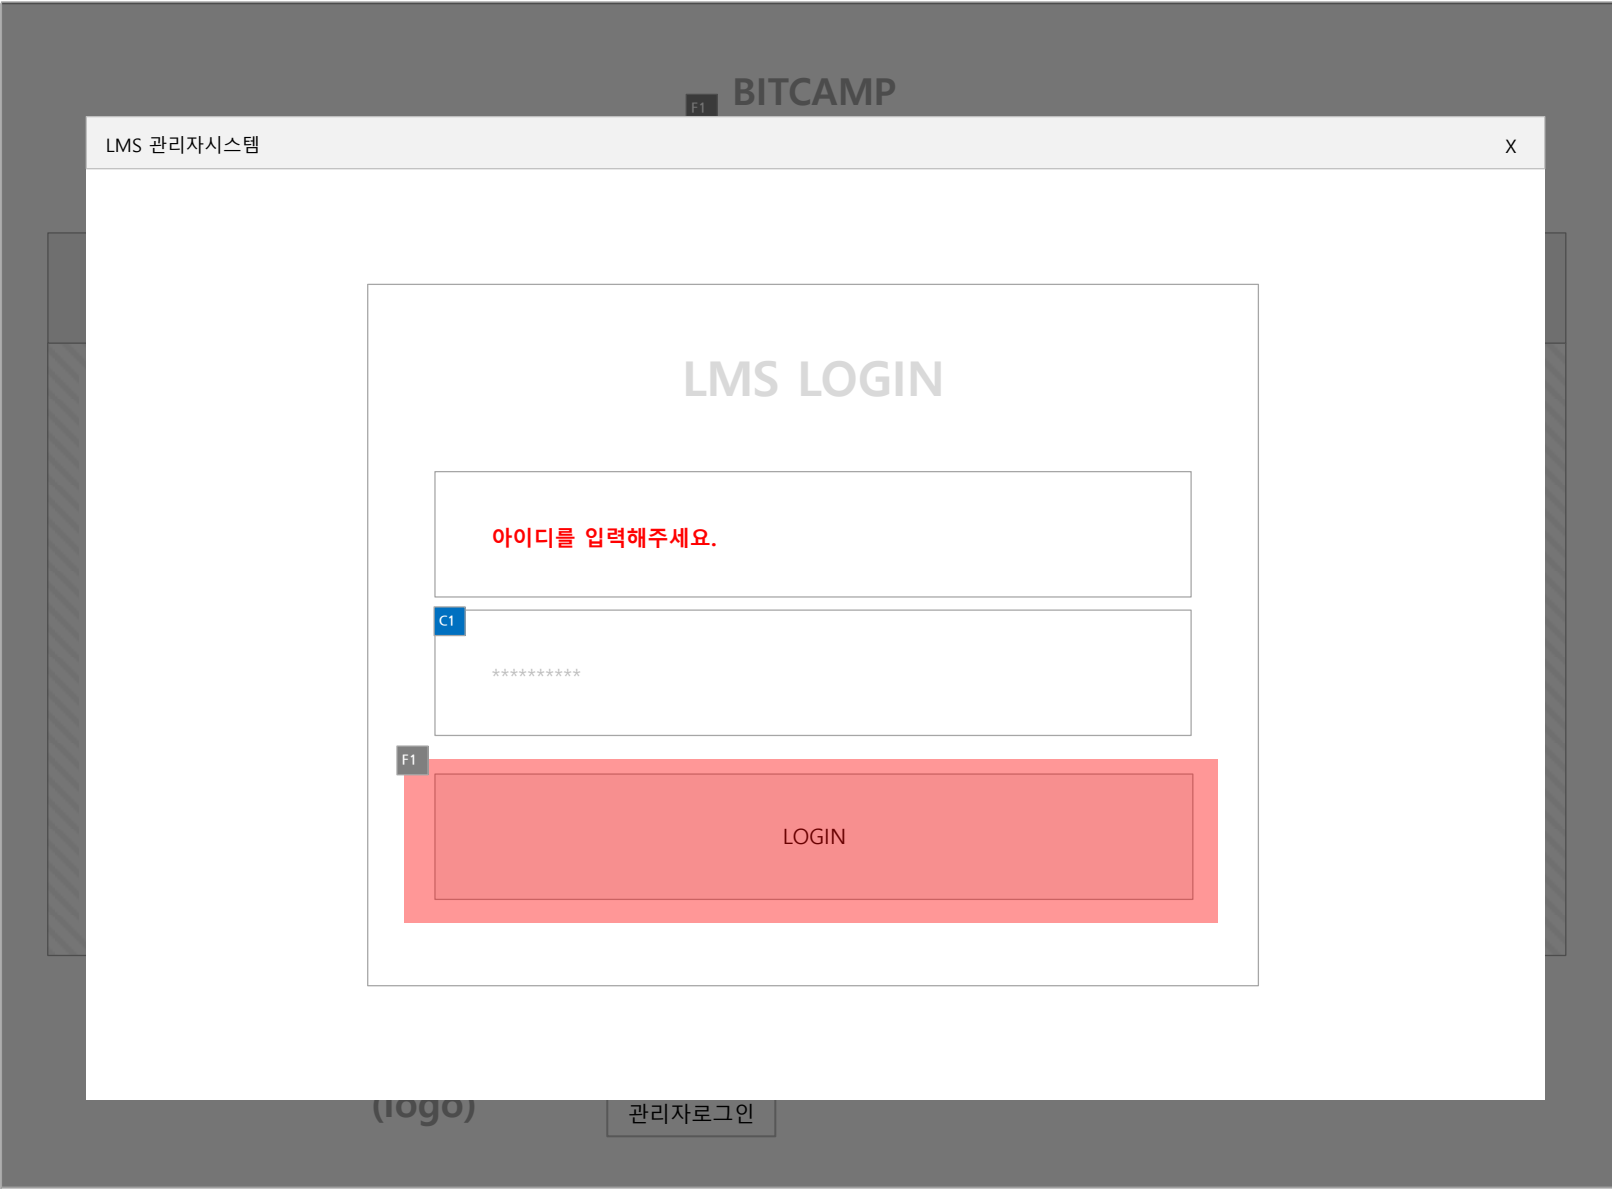 BITCAMP
F1
LMS 관리자시스템
X
LMS LOGIN
아이디를 입력해주세요.
C1
**********
F1
LOGIN
(logo)
관리자로그인